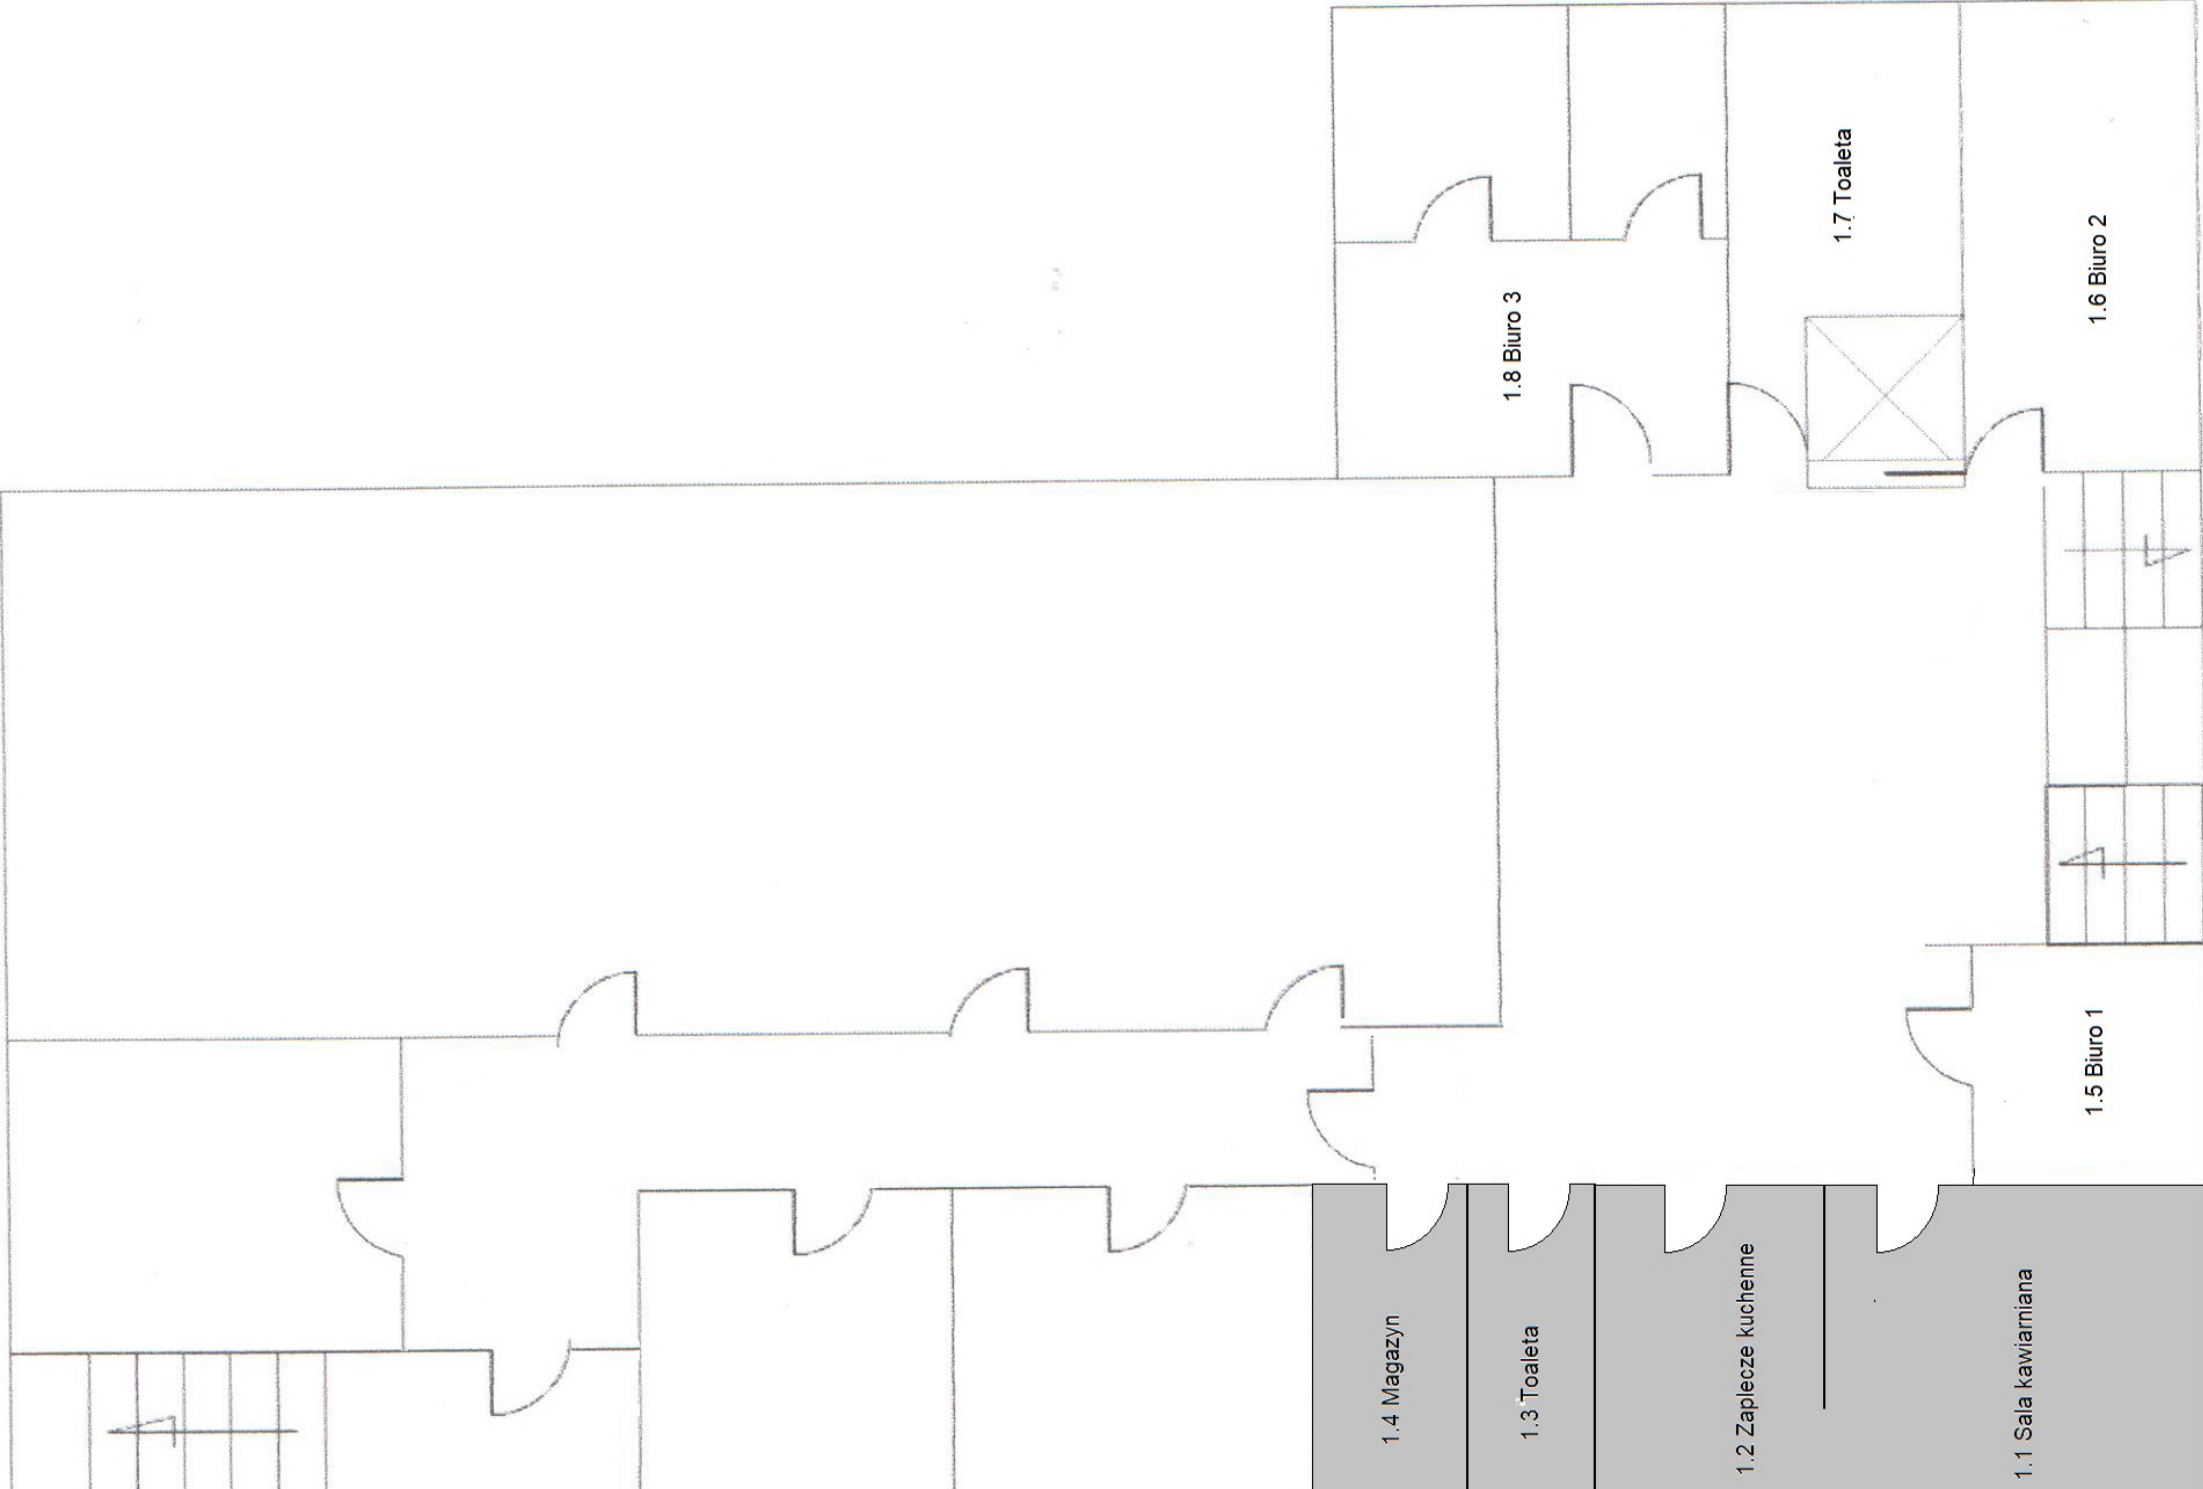 1.8 Biuro 3
1.7 Toaleta
1.6 Biuro 2
1.5 Biuro 1
1.4 Magazyn
1.3 Toaleta
1.2 Zaplecze kuchenne
1.1 Sala kawiarniana